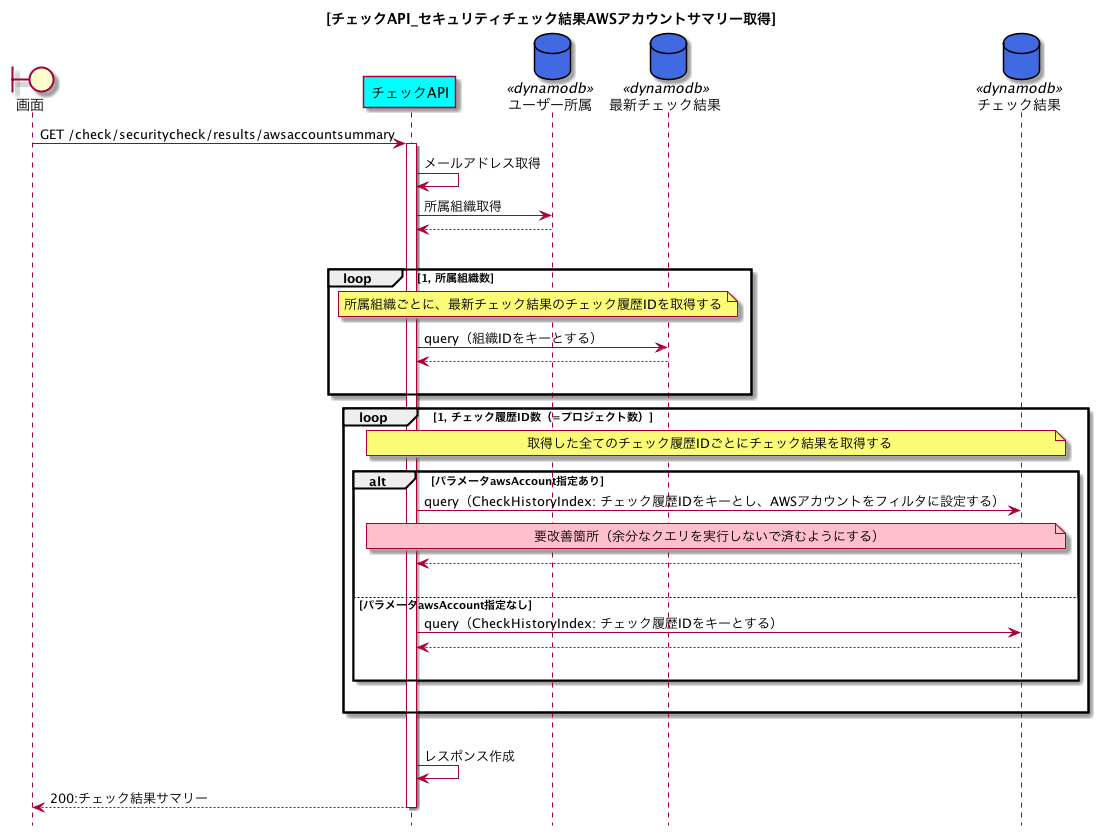 [チェックAPI_セキュリティチェック結果AWSアカウントサマリー取得]
画面
チェックAPI
«dynamodb»
ユーザー所属
«dynamodb»
最新チェック結果
«dynamodb»
チェック結果
GET /check/securitycheck/results/awsaccountsummary
メールアドレス取得
所属組織取得
loop [1, 所属組織数]
所属組織ごとに、最新チェック結果のチェック履歴IDを取得する
query（組織IDをキーとする）
loop [1, チェック履歴ID数（=プロジェクト数）]
取得した全てのチェック履歴IDごとにチェック結果を取得する
alt [パラメータawsAccount指定あり]
query（CheckHistoryIndex: チェック履歴IDをキーとし、AWSアカウントをフィルタに設定する）
要改善箇所（余分なクエリを実行しないで済むようにする）
[パラメータawsAccount指定なし]
query（CheckHistoryIndex: チェック履歴IDをキーとする）
レスポンス作成
200:チェック結果サマリー